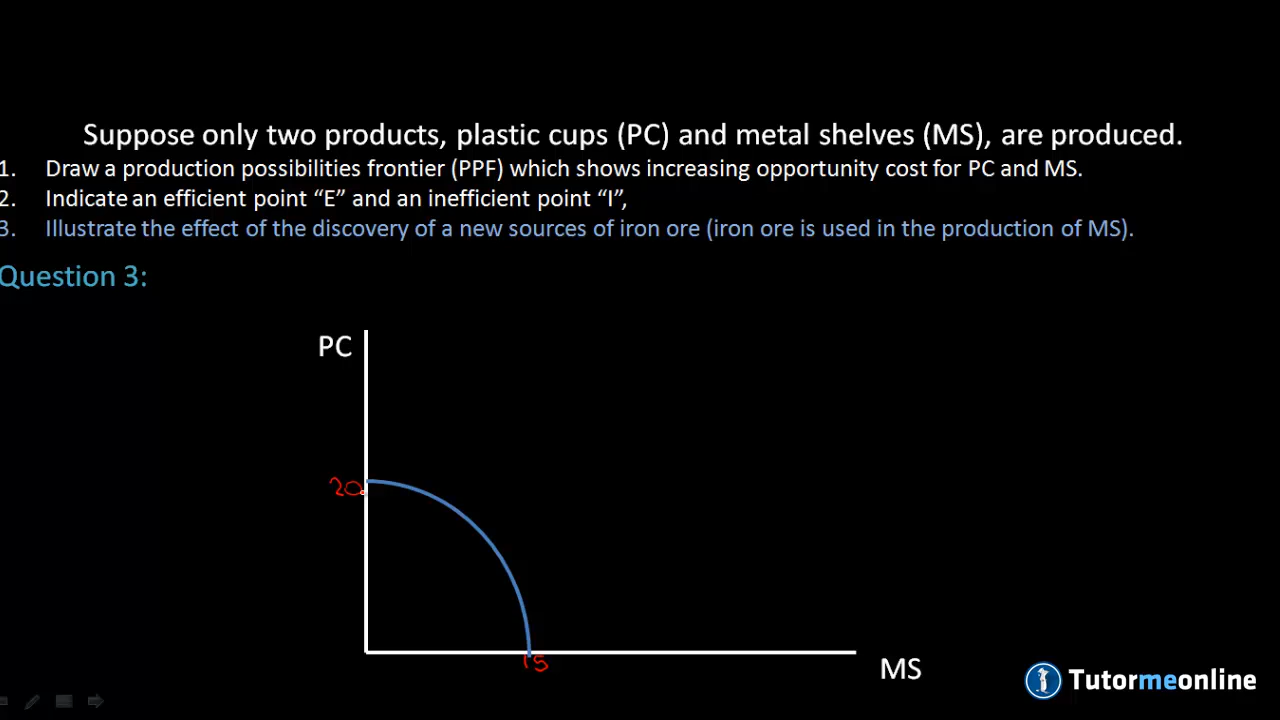 Suppose only two products, plastic cups (PC) and metal shelves (MS), are produced.
1. Draw a production possibilities frontier (PPF) which shows increasing opportunity cost for PC and MS.
2. Indicate an efficient point “E” and an inefficient point “I”,
3. Illustrate the effect of the discovery of a new sources of iron ore (iron ore is used in the production of MS).
Question 3:
PC
20
15
MS
Tutormeonline